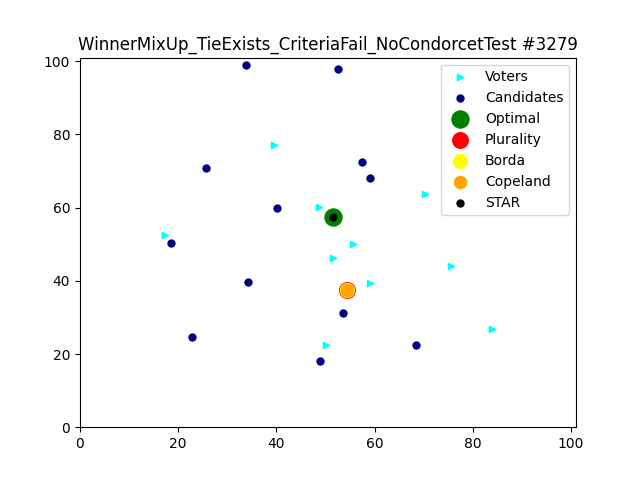 WinnerMixUp_TieExists_CriteriaFail_NoCondorcetTest #3279
100
80
60
40
20
0
0 20 40 60 80 100
Voters
Candidates
Optimal
Plurality
Borda
Copeland
STAR